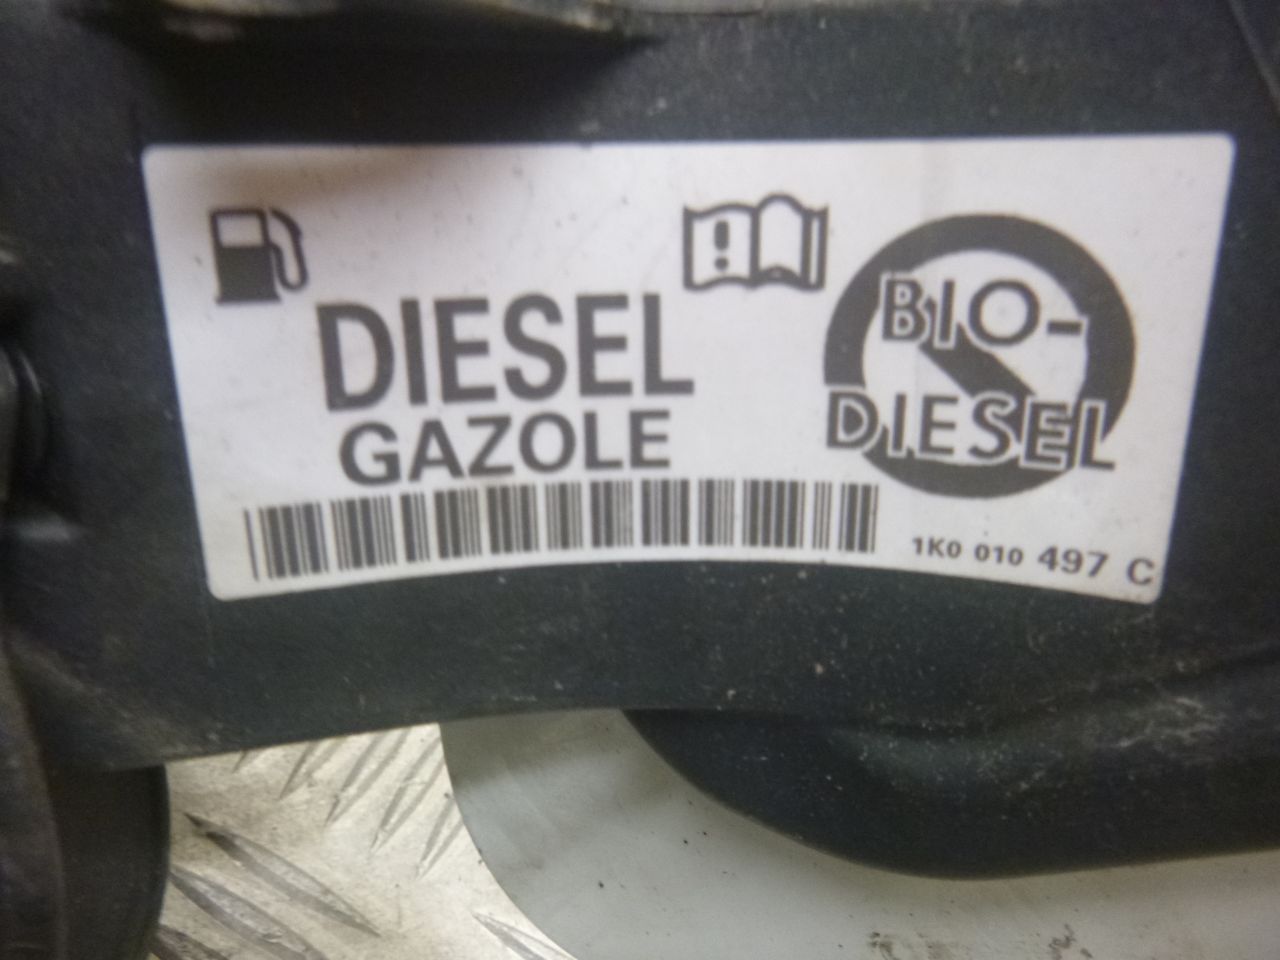 DIESEL
GAZOLE
BIO-
DIESEL
1K0 010 497 C